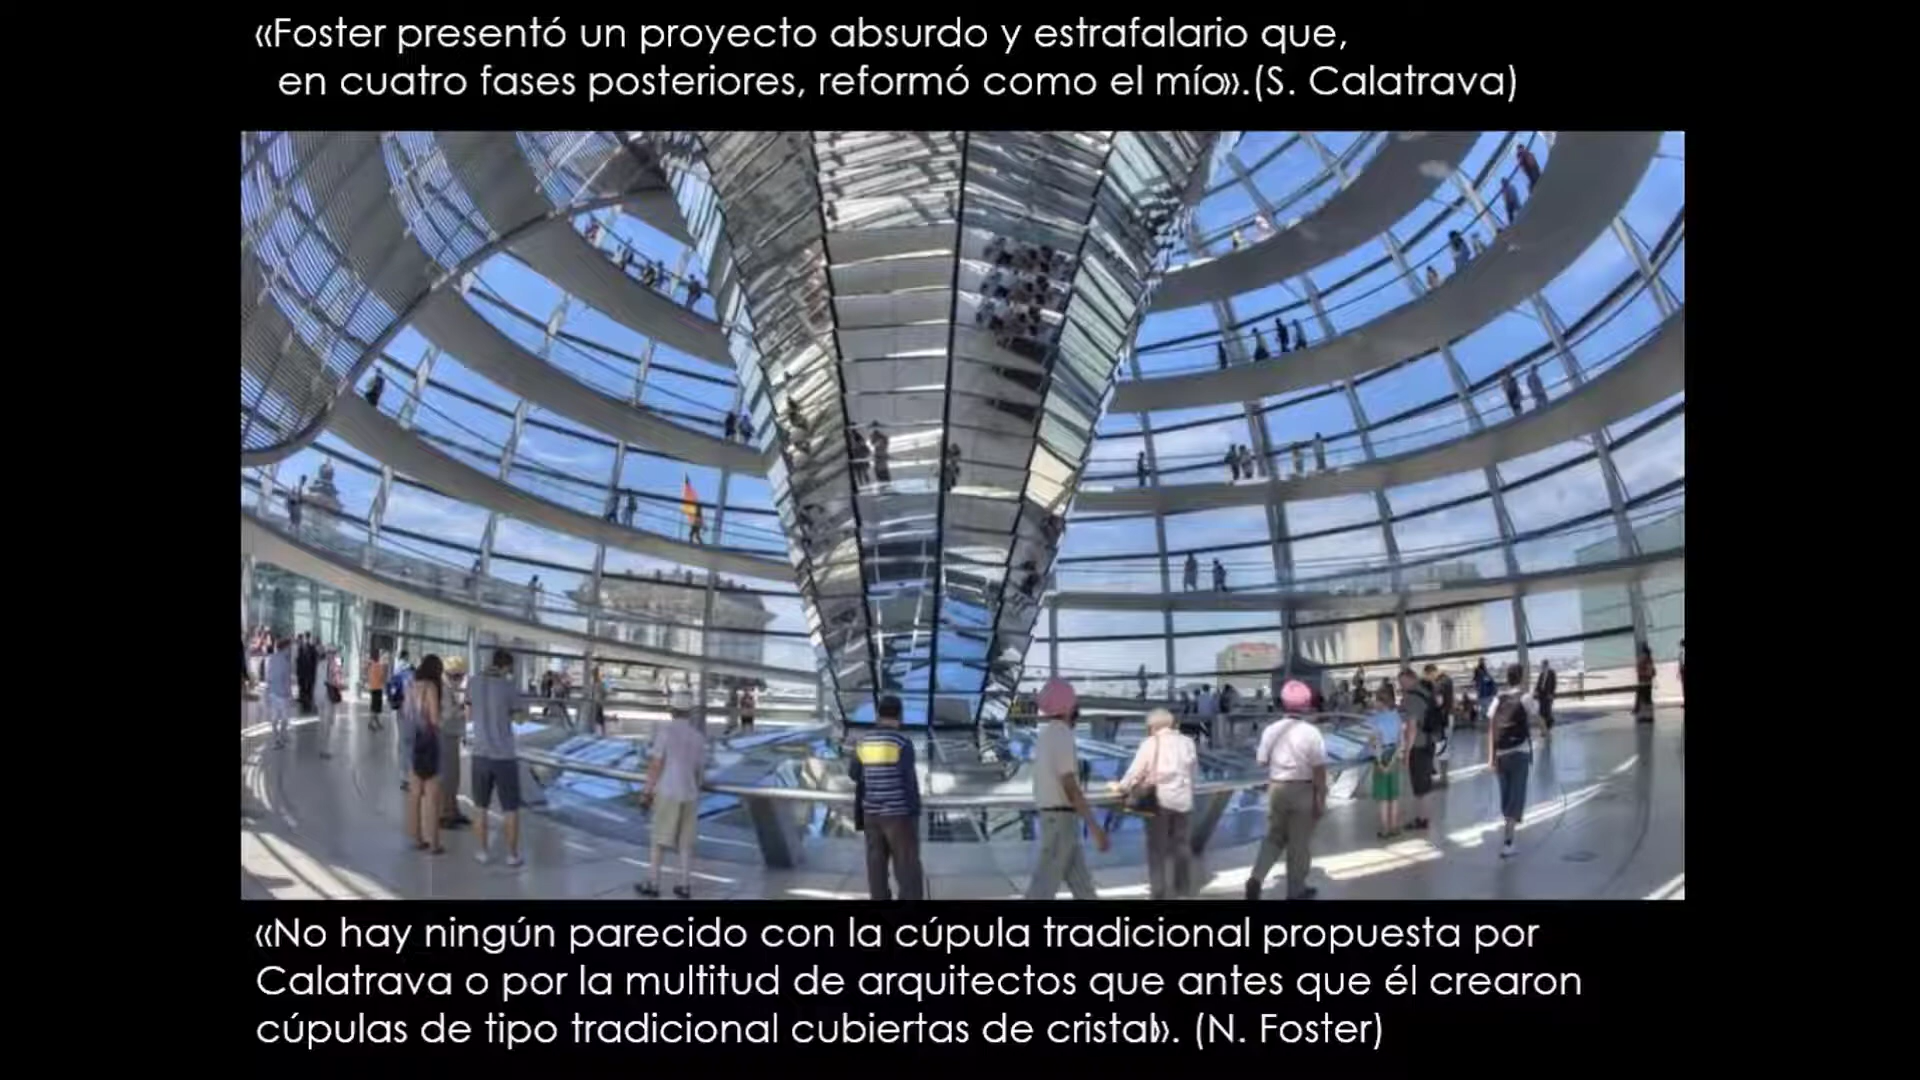 «Foster presentó un proyecto absurdo y estrafalario que,
en cuatro fases posteriores, reformó como el mío».(S. Calatrava)
«No hay ningún parecido con la cúpula tradicional propuesta por
Calatrava o por la multitud de arquitectos que antes que él crearon
cúpulas de tipo tradicional cubiertas de cristal». (N. Foster)